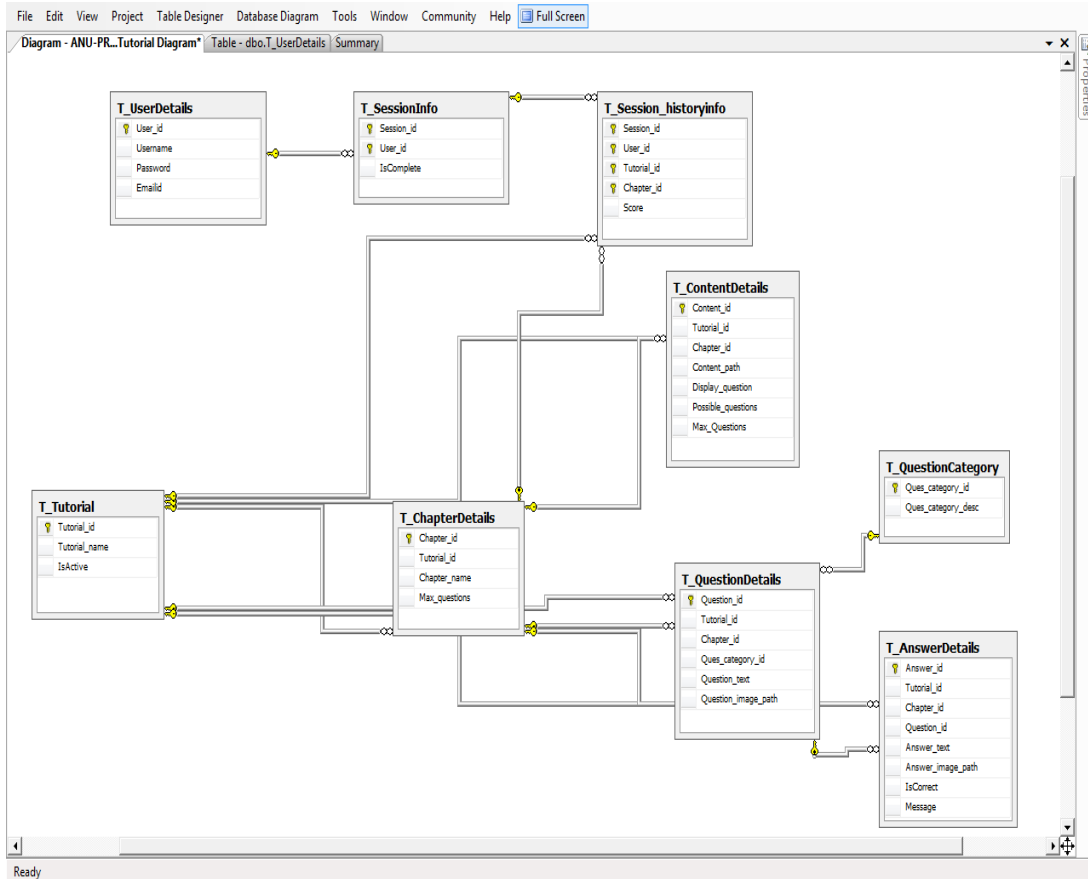 File Edit View Project Table Designer Database Diagram Tools Window Community Help Full Screen
Diagram - ANU-PR...Tutorial Diagram* Table - dbo.T_UserDetails Summary
Properties
T_UserDetails
User_id
Username
Password
EmailId
T_SessionInfo
Session_id
User_id
IsComplete
T_Session_historyinfo
Session_id
User_id
Tutorial_id
Chapter_id
Score
T_ContentDetails
Content_id
Tutorial_id
Chapter_id
Content_path
Display_question
Possible_questions
Max_Questions
T_QuestionCategory
Ques_category_id
Ques_category_desc
T_Tutorial
Tutorial_id
Tutorial_name
IsActive
T_ChapterDetails
Chapter_id
Tutorial_id
Chapter_name
Max_questions
T_QuestionDetails
Question_id
Tutorial_id
Chapter_id
Ques_category_id
Question_text
Question_image_path
T_AnswerDetails
Answer_id
Tutorial_id
Chapter_id
Question_id
Answer_text
Answer_image_path
IsCorrect
Message
Ready